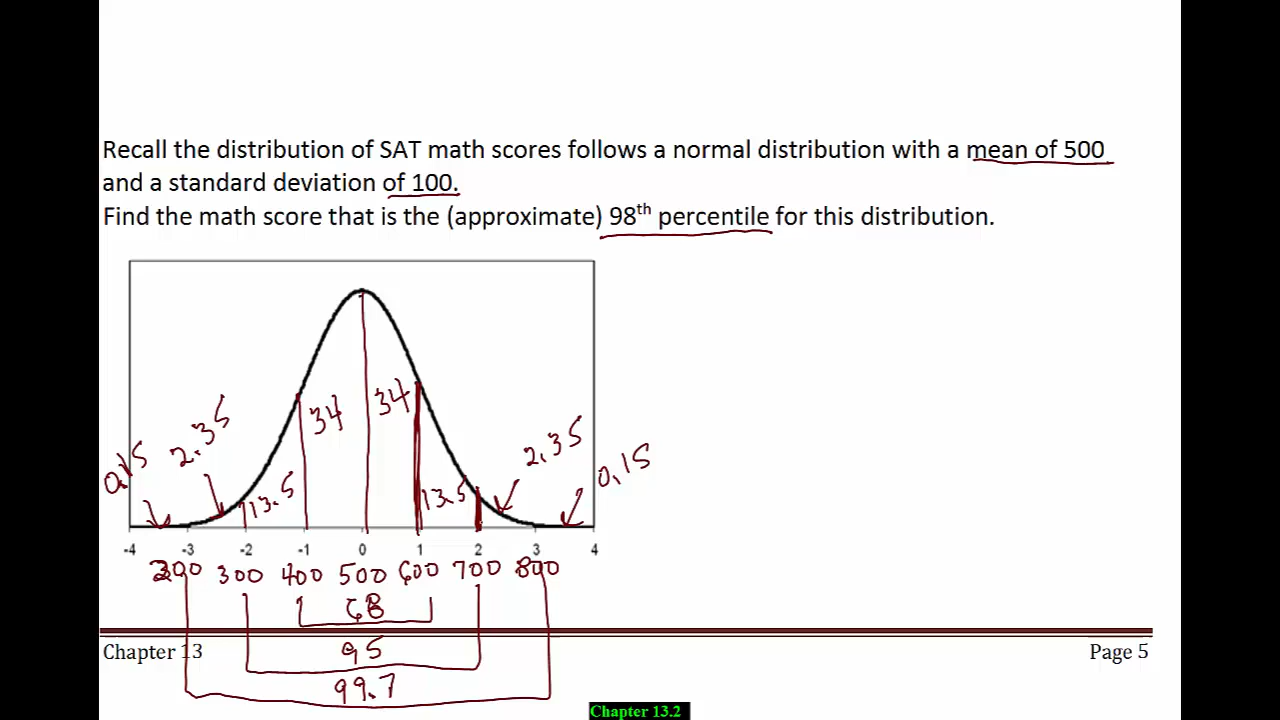 Recall the distribution of SAT math scores follows a normal distribution with a mean of 500
and a standard deviation of 100.
Find the math score that is the (approximate) 98th percentile for this distribution.
34 34
0.15 2.35 13.5 13.5 2.35 0.15
-4 -3 -2 -1 0 1 2 3 4
200 300 400 500 600 700 800
68
95
99.7
Chapter 13 Page 5
Chapter 13.2